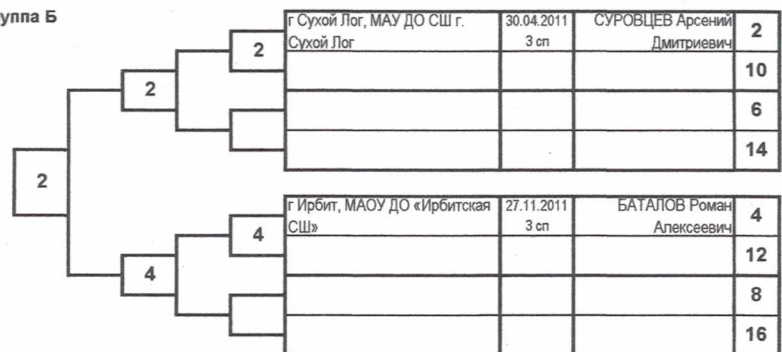 уппа Б
г Сухой Лог, МАУ ДО СШ г. 30.04.2011 СУРОВЦЕВ Арсений 2
2 Сухой Лог 3 сп Дмитриевич
10
2
6
14
2
г Ирбит, МАОУ ДО «Ирбитская 27.11.2011 БАТАЛОВ Роман 4
4 СШ» 3 сп Алексеевич
12
4
8
16